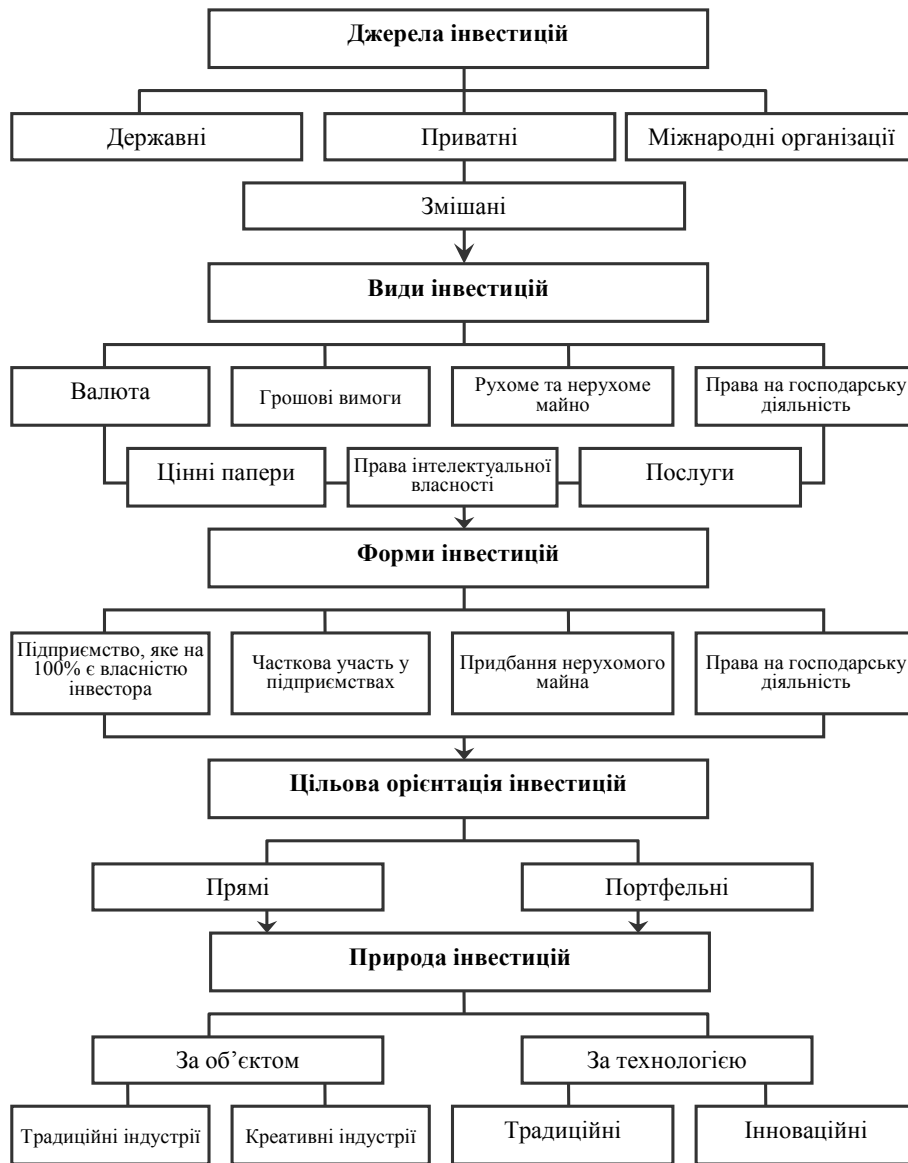 Джерела інвестицій
Державні
Приватні
Міжнародні організації
Змішані
Види інвестицій
Валюта
Грошові вимоги
Рухоме та нерухоме
майно
Права на господарську
діяльність
Цінні папери
Права інтелектуальної
власності
Послуги
Форми інвестицій
Підприємство, яке на
100% є власністю
інвестора
Часткова участь у
підприємствах
Придбання нерухомого
майна
Права на господарську
діяльність
Цільова орієнтація інвестицій
Прямі
Портфельні
Природа інвестицій
За об’єктом
За технологією
Традиційні індустрії
Креативні індустрії
Традиційні
Інноваційні